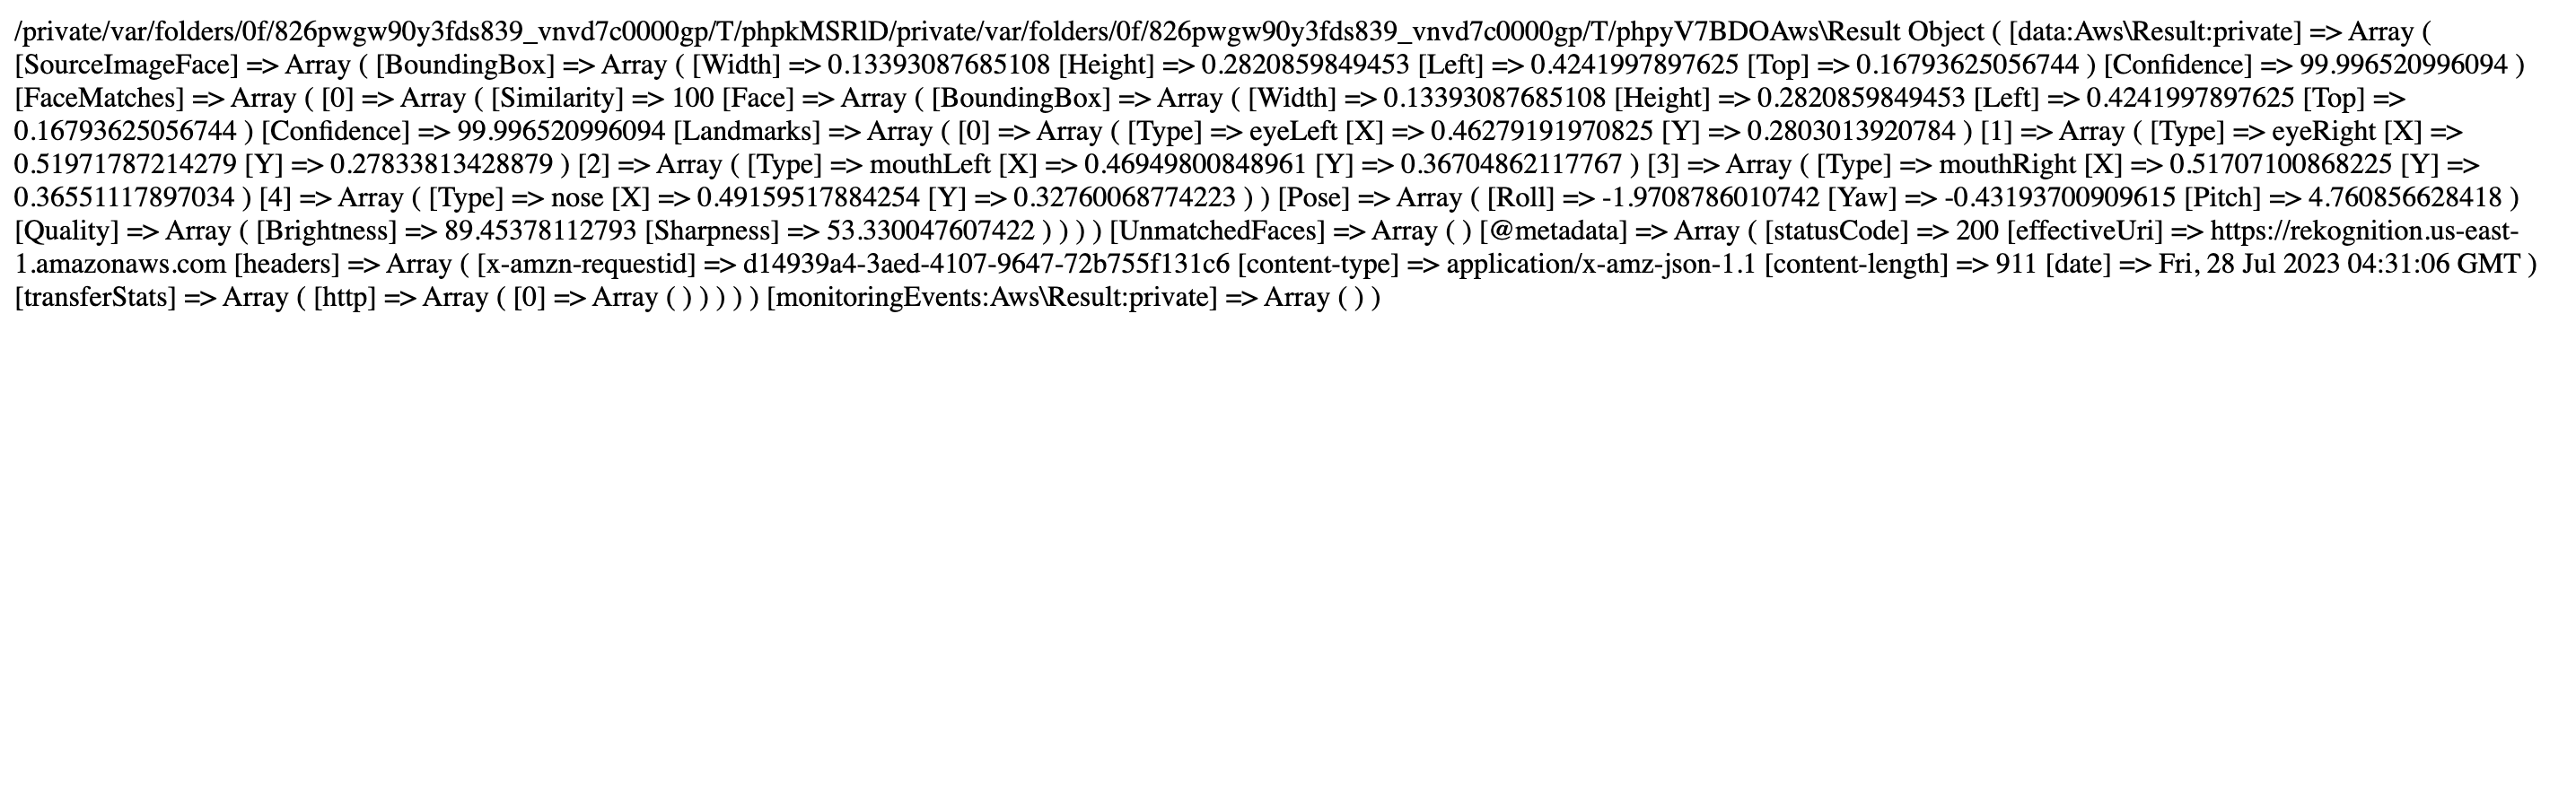 /private/var/folders/0f/826pwgw90y3fds839_vnvd7c0000gp/T/phpkMSRlD/private/var/folders/0f/826pwgw90y3fds839_vnvd7c0000gp/T/phpyV7BDOAws\Result Object ( [data:Aws\Result:private] => Array (
[SourceImageFace] => Array ( [BoundingBox] => Array ( [Width] => 0.13393087685108 [Height] => 0.2820859849453 [Left] => 0.4241997897625 [Top] => 0.16793625056744 ) [Confidence] => 99.996520996094 )
[FaceMatches] => Array ( [0] => Array ( [Similarity] => 100 [Face] => Array ( [BoundingBox] => Array ( [Width] => 0.13393087685108 [Height] => 0.2820859849453 [Left] => 0.4241997897625 [Top] =>
0.16793625056744 ) [Confidence] => 99.996520996094 [Landmarks] => Array ( [0] => Array ( [Type] => eyeLeft [X] => 0.46279191970825 [Y] => 0.2803013920784 ) [1] => Array ( [Type] => eyeRight [X] =>
0.51971787214279 [Y] => 0.27833813428879 ) [2] => Array ( [Type] => mouthLeft [X] => 0.46949800848961 [Y] => 0.36704862117767 ) [3] => Array ( [Type] => mouthRight [X] => 0.51707100868225 [Y] =>
0.36551117897034 ) [4] => Array ( [Type] => nose [X] => 0.49159517884254 [Y] => 0.32760068774223 ) ) [Pose] => Array ( [Roll] => -1.9708786010742 [Yaw] => -0.43193700909615 [Pitch] => 4.760856628418 )
[Quality] => Array ( [Brightness] => 89.45378112793 [Sharpness] => 53.330047607422 ) ) ) ) [UnmatchedFaces] => Array ( ) [@metadata] => Array ( [statusCode] => 200 [effectiveUri] => https://rekognition.us-east-
1.amazonaws.com [headers] => Array ( [x-amzn-requestid] => d14939a4-3aed-4107-9647-72b755f131c6 [content-type] => application/x-amz-json-1.1 [content-length] => 911 [date] => Fri, 28 Jul 2023 04:31:06 GMT )
[transferStats] => Array ( [http] => Array ( [0] => Array ( ) ) ) ) ) [monitoringEvents:Aws\Result:private] => Array ( ) )